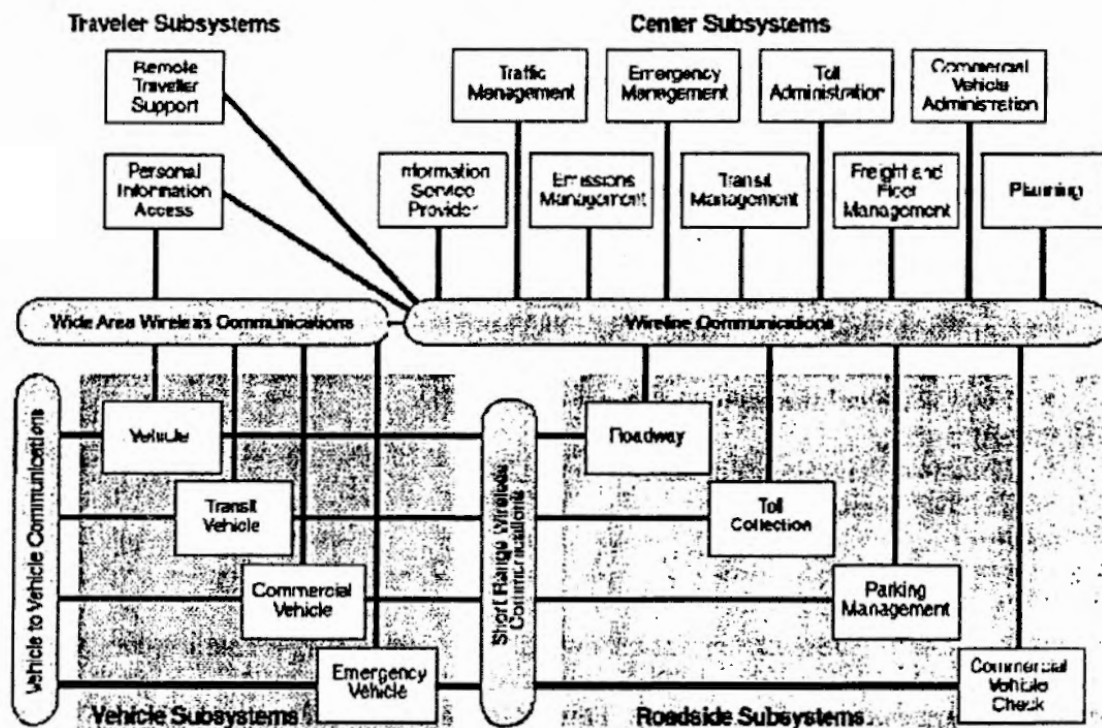 Traveler Subsystems
Center Subsystems
Remote
Traveller
Support
Traffic
Management
Emergency
Management
Toll
Administration
Commercial
Vehicle
Administration
Personal
Information
Access
Information
Service
Provider
Emissions
Management
Transit
Management
Freight and
Fleet
Management
Planning
Wide Area Wireless Communications
Wireline Communications
Vehicle to Vehicle Communications
Vehicle
Transit
Vehicle
Commercial
Vehicle
Emergency
Vehicle
Short Range Wireless
Communications
Roadway
Toll
Collection
Parking
Management
Commercial
Vehicle
Check
Vehicle Subsystems
Roadside Subsystems